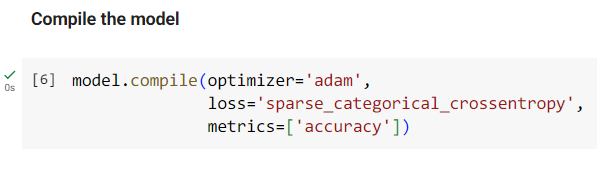 Compile the model
[6] model.compile(optimizer='adam',
loss='sparse_categorical_crossentropy',
metrics=['accuracy'])
0s